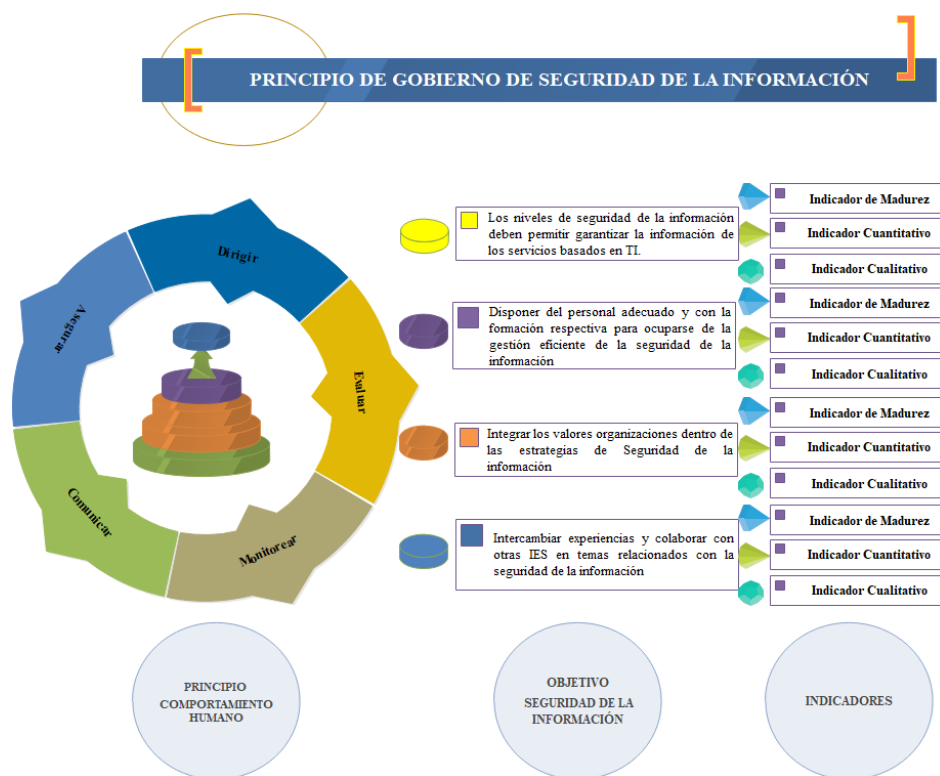 PRINCIPIO DE GOBIERNO DE SEGURIDAD DE LA INFORMACIÓN
Dirigir
Evaluar
Monitorear
Comunicar
Asegurar
Los niveles de seguridad de la información
deben permitir garantizar la información de
los servicios basados en TI.
Indicador de Madurez
Indicador Cuantitativo
Indicador Cualitativo
Disponer del personal adecuado y con la
formación respectiva para ocuparse de la
gestión eficiente de la seguridad de la
información
Indicador de Madurez
Indicador Cuantitativo
Indicador Cualitativo
Integrar los valores organizaciones dentro de
las estrategias de Seguridad de la
información
Indicador de Madurez
Indicador Cuantitativo
Indicador Cualitativo
Intercambiar experiencias y colaborar con
otras IES en temas relacionados con la
seguridad de la información
Indicador de Madurez
Indicador Cuantitativo
Indicador Cualitativo
PRINCIPIO
COMPORTAMIENTO
HUMANO
OBJETIVO
SEGURIDAD DE LA
INFORMACIÓN
INDICADORES